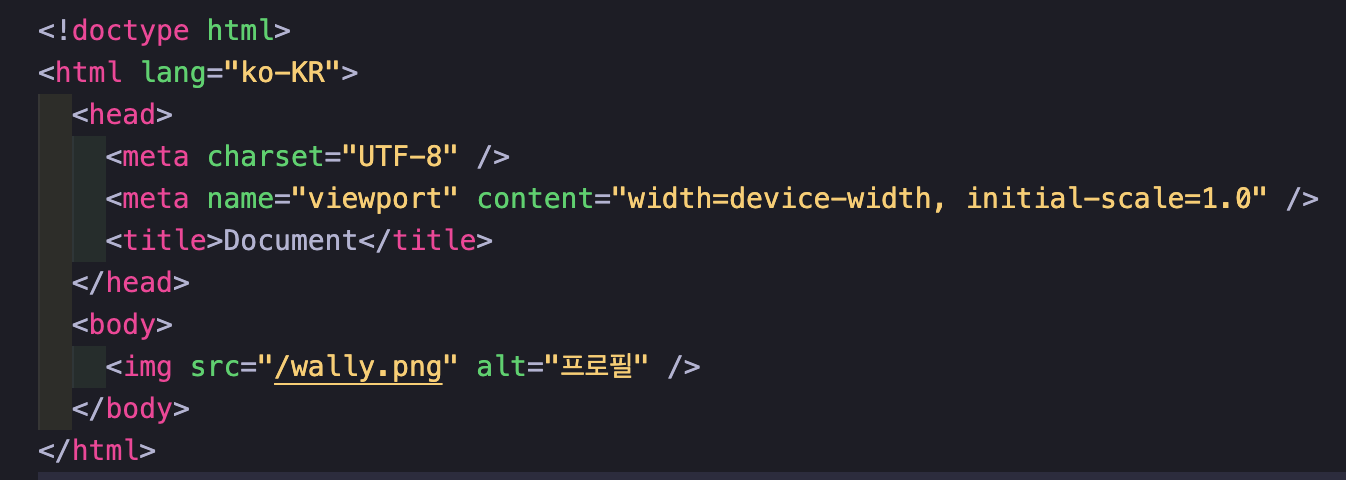 <!doctype html>
<html lang="ko-KR">
<head>
<meta charset="UTF-8" />
<meta name="viewport" content="width=device-width, initial-scale=1.0" />
<title>Document</title>
</head>
<body>
<img src="/wally.png" alt="프로필" />
</body>
</html>